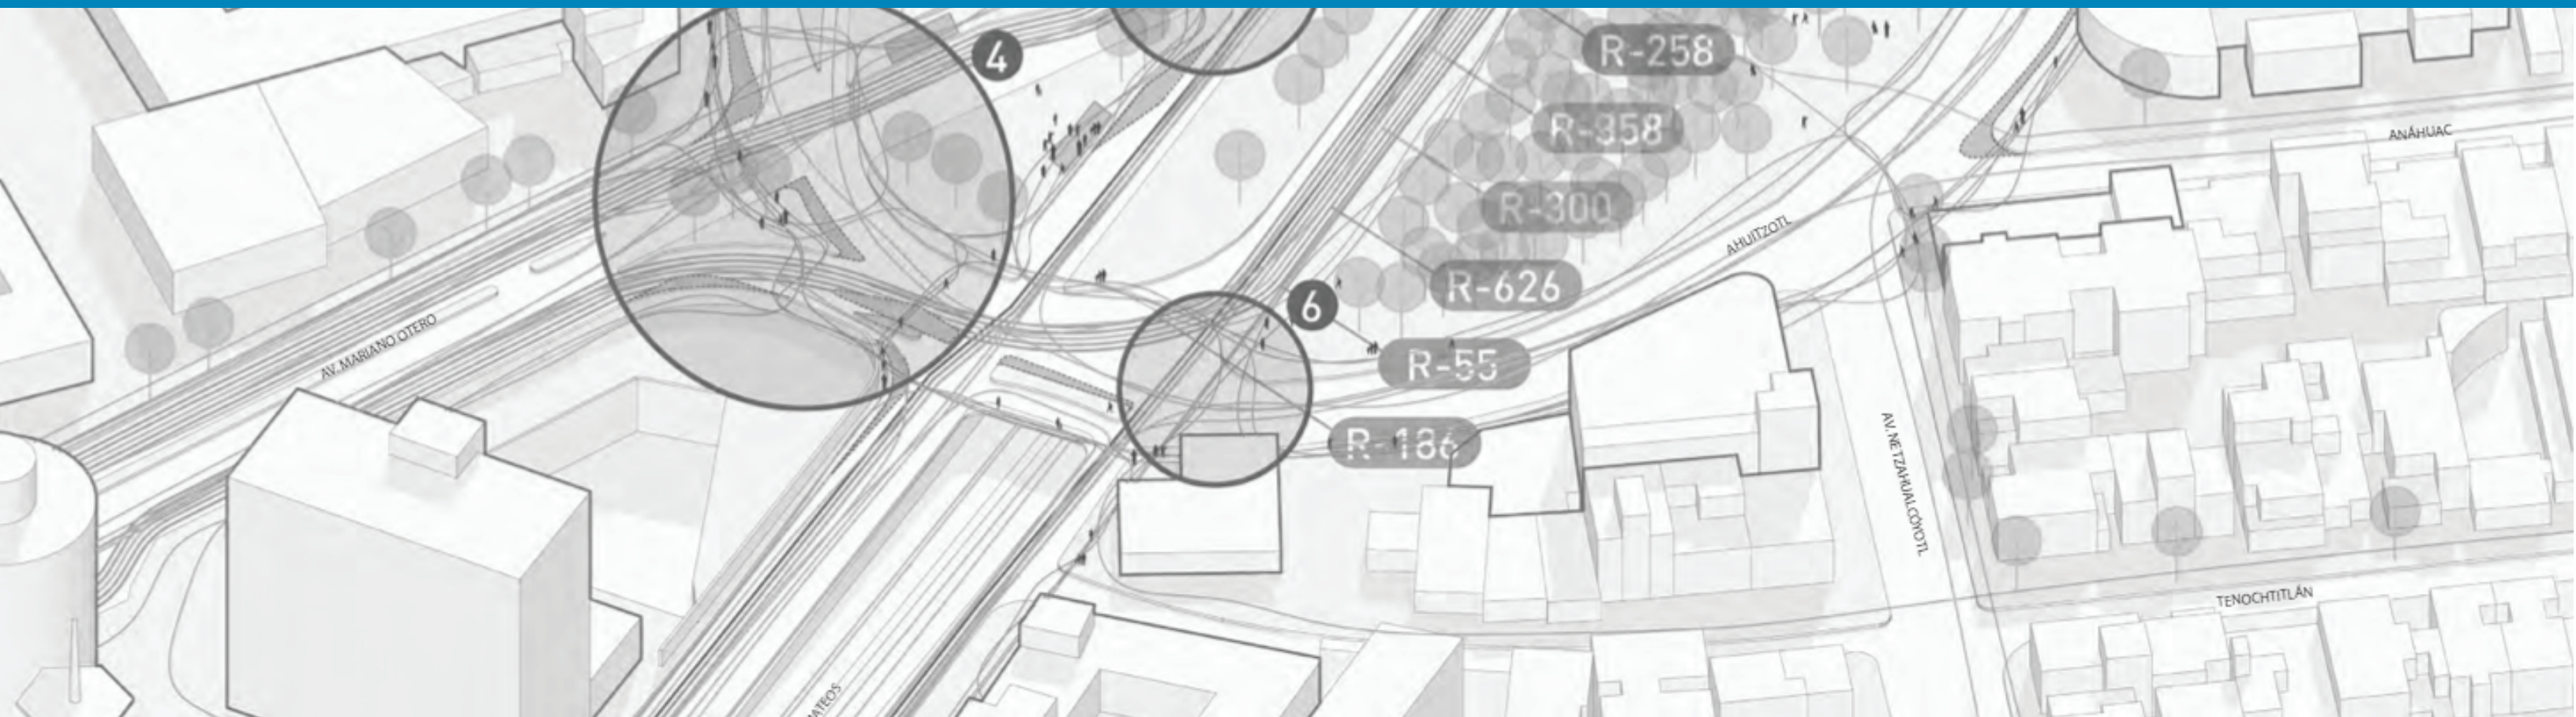 4
R-258
R-358
ANÁHUAC
R-300
AHUITZOTL
R-626
6
AV. MARIANO OTERO
R-55
R-186
AV. NETZAHUALCÓYOTL
TENOCHTITLÁN